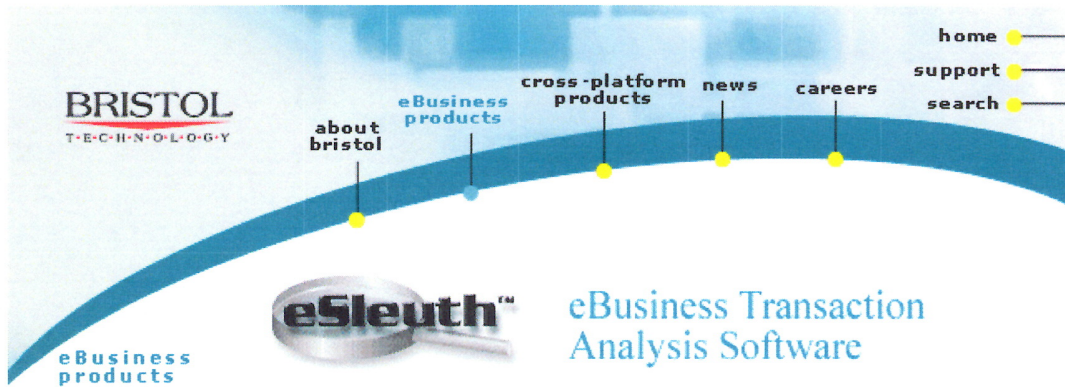 home
support
search
BRISTOL
T·E·C·H·N·O·L·O·G·Y
about
bristol
eBusiness
products
cross-platform
products
news
careers
eSleuth™
eBusiness Transaction
Analysis Software
eBusiness
products